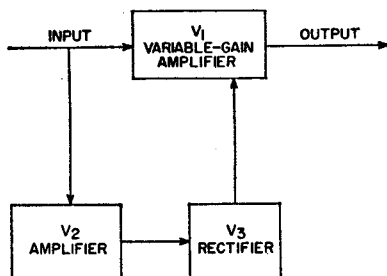 INPUT
V1
VARIABLE-GAIN
AMPLIFIER
OUTPUT
V2
AMPLIFIER
V3
RECTIFIER